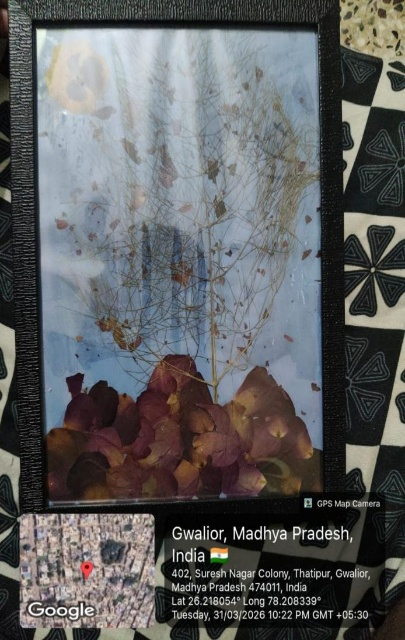 GPS Map Camera
Gwalior, Madhya Pradesh,
India
402, Suresh Nagar Colony, Thatipur, Gwalior,
Madhya Pradesh 474011, India
Lat 26.218054° Long 78.208339°
Tuesday, 31/03/2026 10:22 PM GMT +05:30
Google